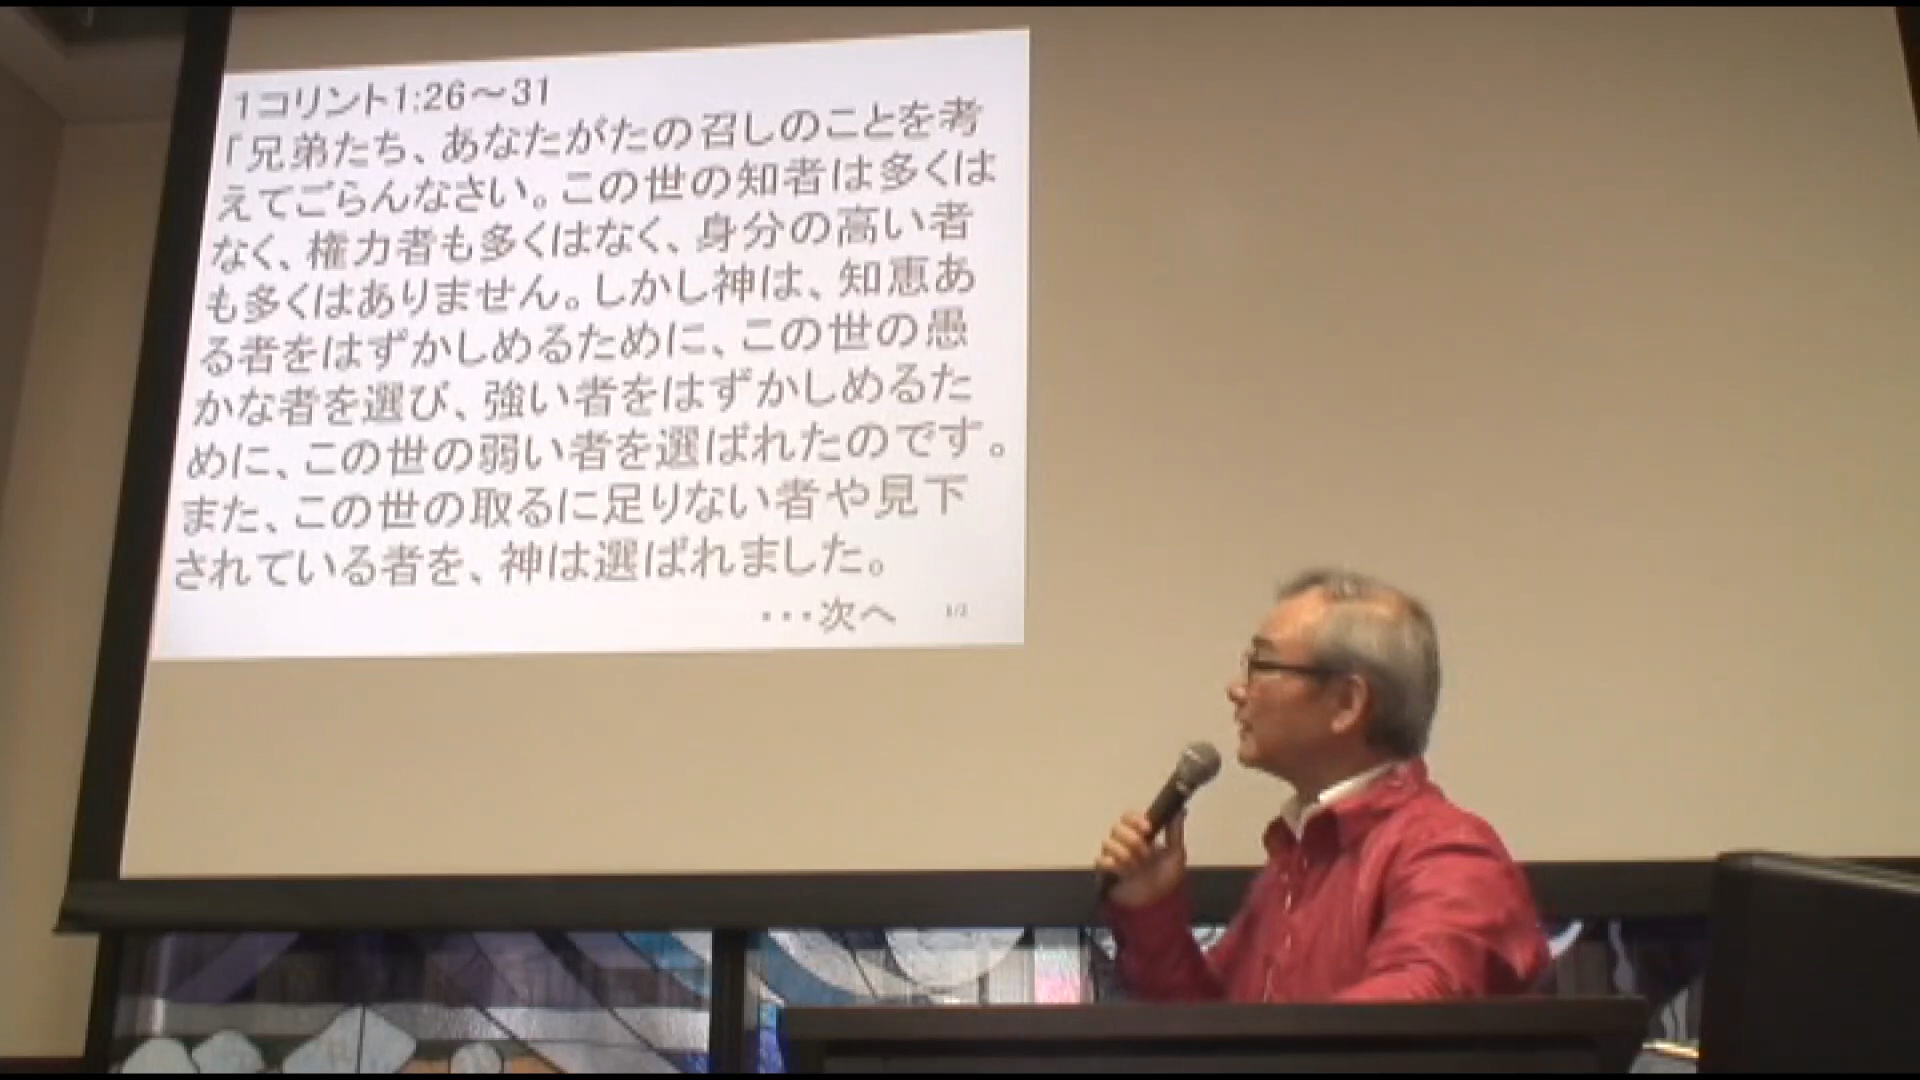 1コリント1:26～31
「兄弟たち、あなたがたの召しのことを考
えてごらんなさい。この世の知者は多くは
なく、権力者も多くはなく、身分の高い者
も多くはありません。しかし神は、知恵あ
る者をはずかしめるために、この世の愚
かな者を選び、強い者をはずかしめるた
めに、この世の弱い者を選ばれたのです。
また、この世の取るに足りない者や見下
されている者を、神は選ばれました。
・・・次へ 1/2